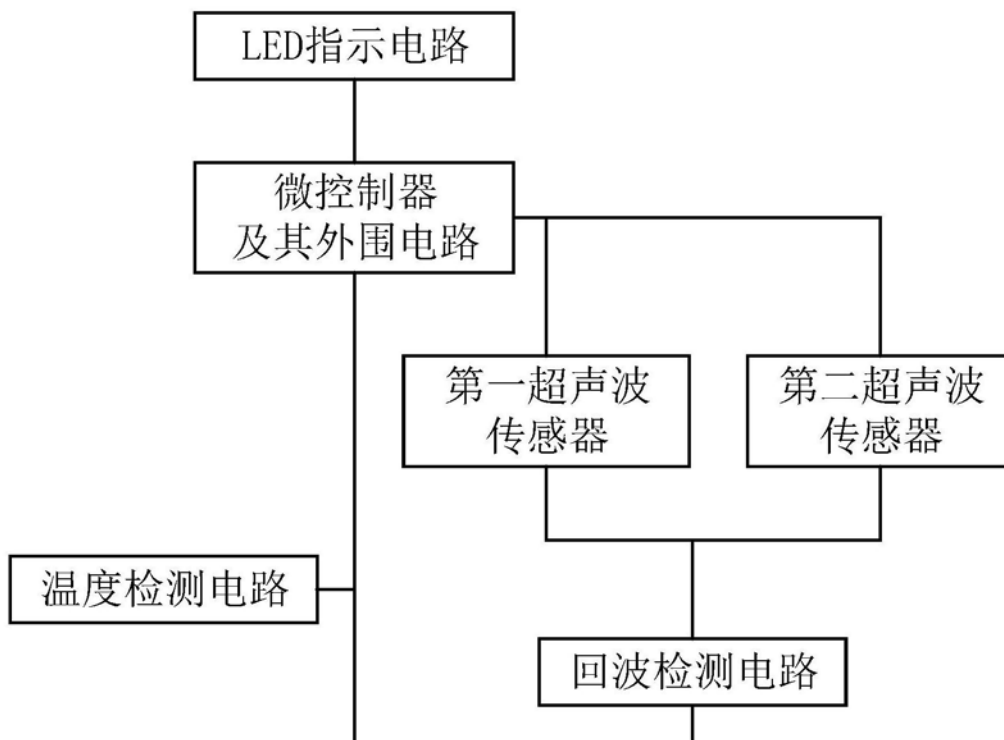 LED指示电路
微控制器
及其外围电路
第一超声波
传感器
第二超声波
传感器
温度检测电路
回波检测电路